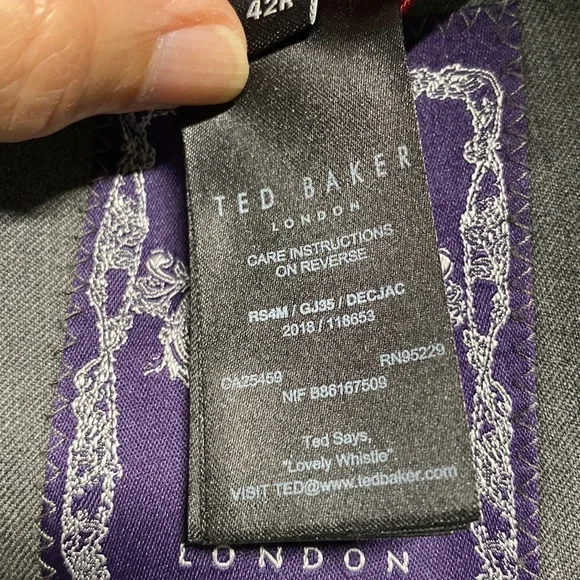 42R
TED BAKER
LONDON
CARE INSTRUCTIONS
ON REVERSE
RS4M / GJ35 / DECJAC
2018 / 118653
CA25459 RN95229
NIF B86167509
Ted Says,
"Lovely Whistle"
VISIT TED@www.tedbaker.com
LONDON